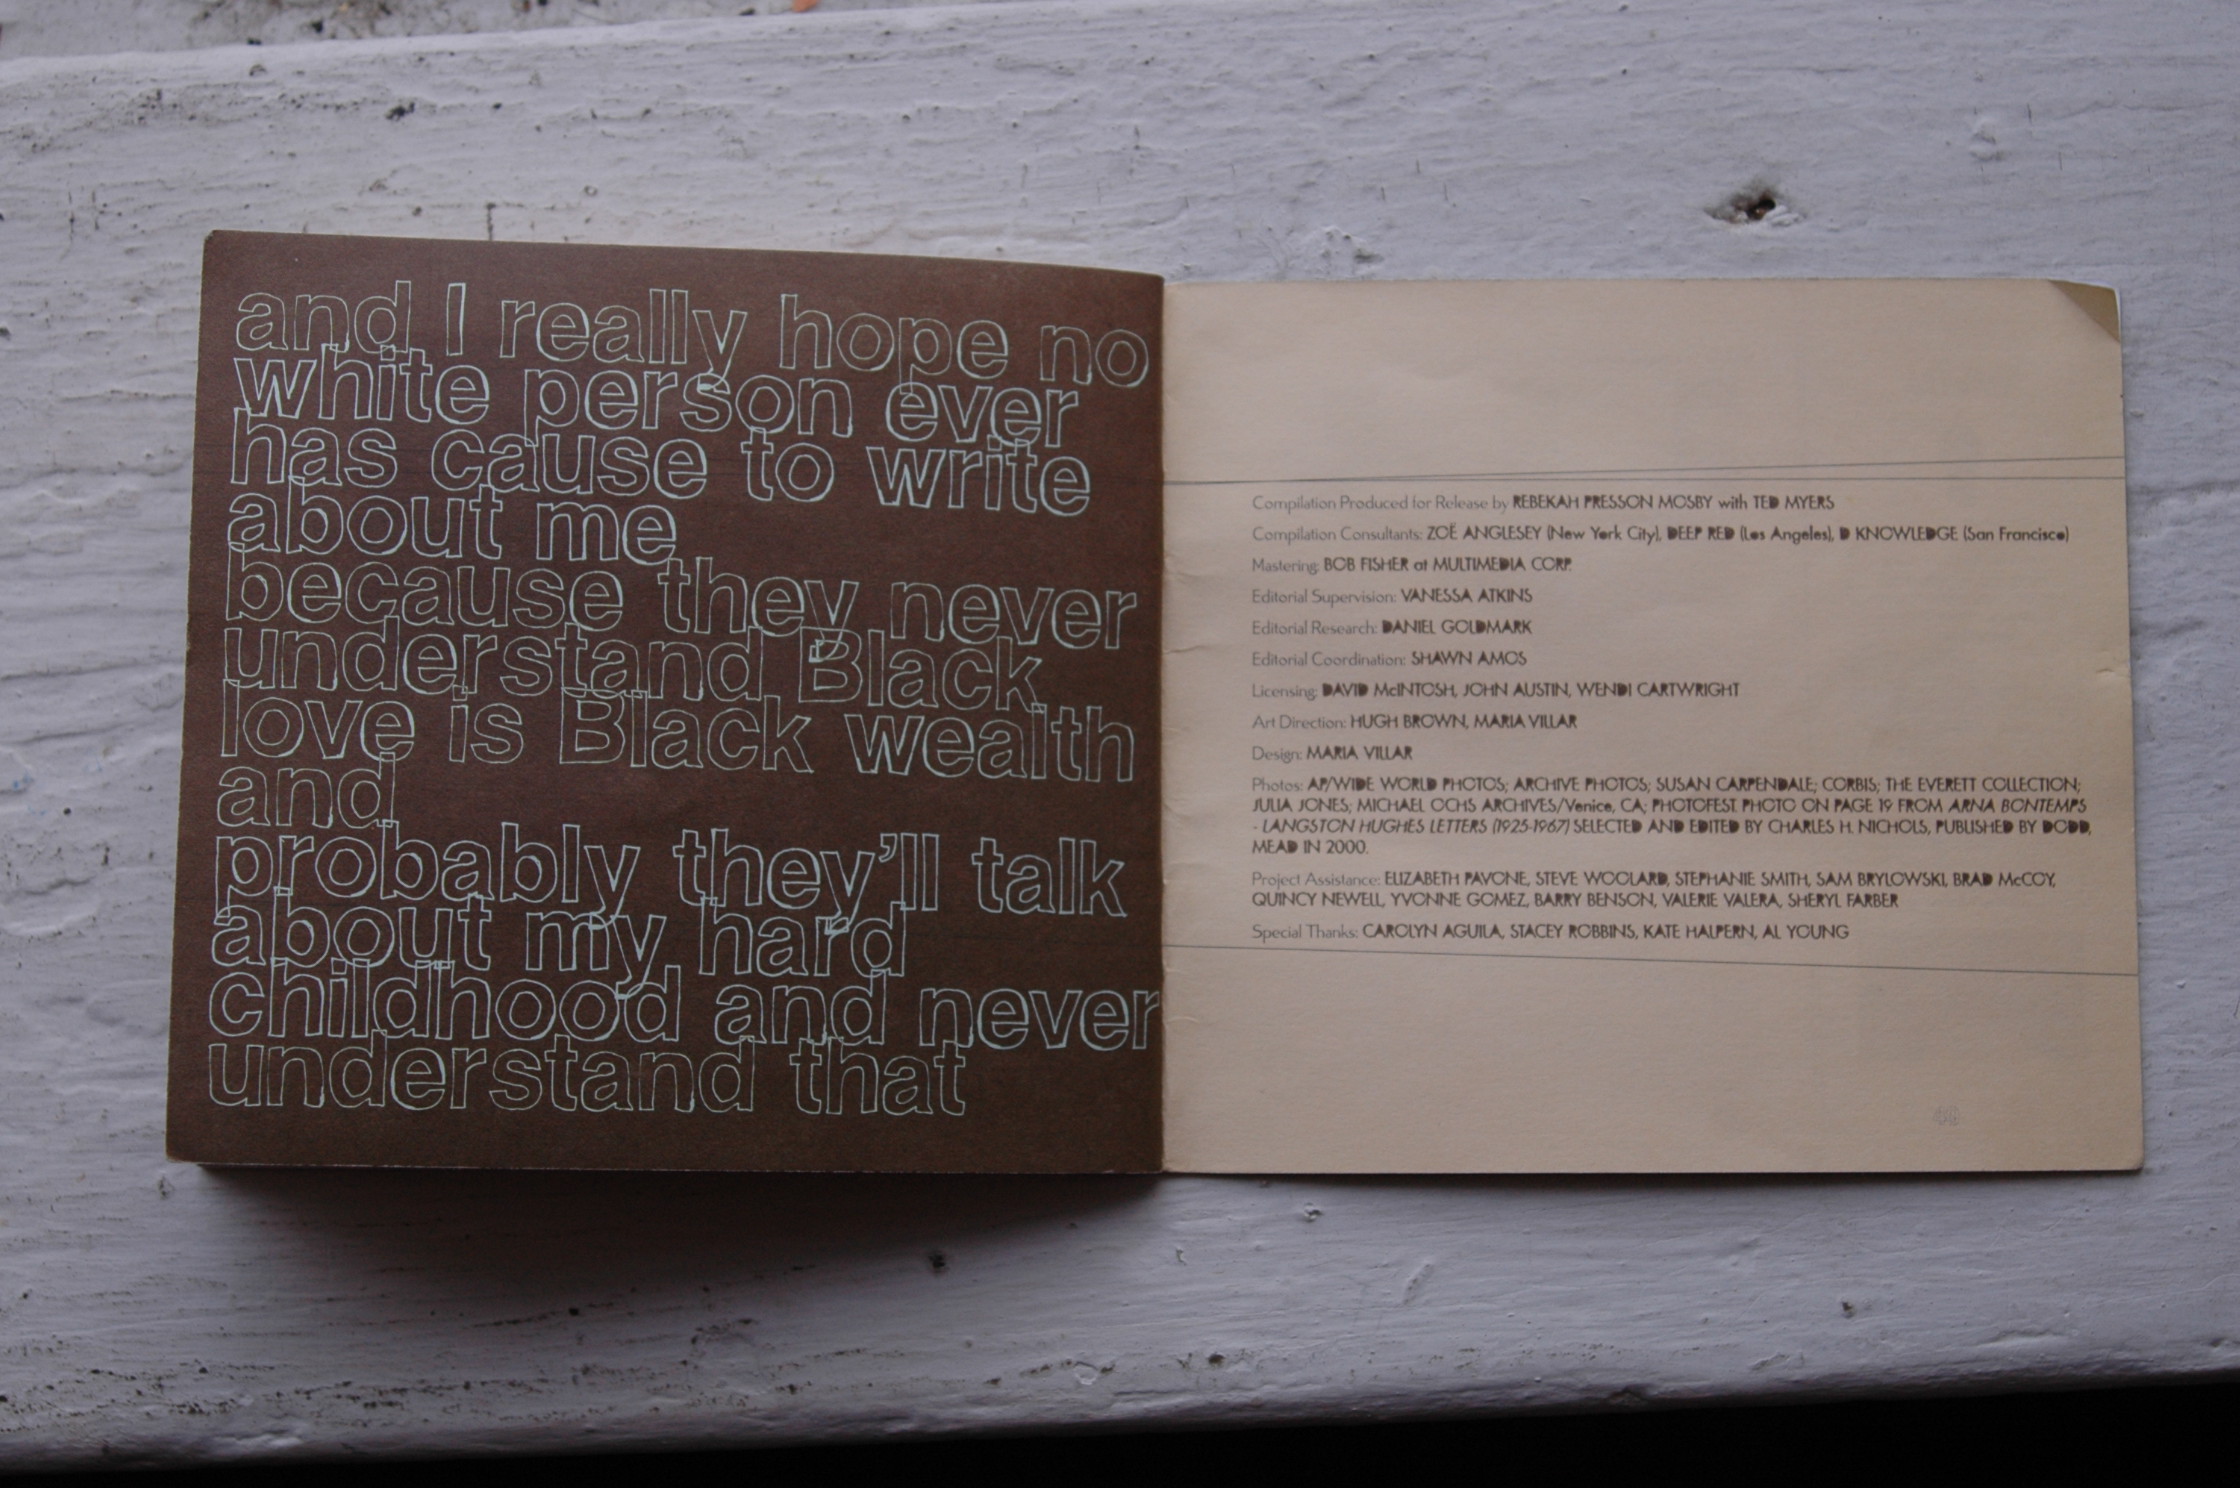 and I really hope no
white person ever
has cause to write
about me
because they never
understand Black
love is Black wealth
and
probably they'll talk
about my hard
childhood and never
understand that
Compilation Produced for Release by REBEKAH PRESSON MOSBY with TED MYERS
Compilation Consultants: ZOË ANGLESEY (New York City), DEEP RED (Los Angeles), D KNOWLEDGE (San Francisco)
Mastering: BOB FISHER at MULTIMEDIA CORP.
Editorial Supervision: VANESSA ATKINS
Editorial Research: DANIEL GOLDMARK
Editorial Coordination: SHAWN AMOS
Licensing: DAVID McINTOSH, JOHN AUSTIN, WENDI CARTWRIGHT
Art Direction: HUGH BROWN, MARIA VILLAR
Design: MARIA VILLAR
Photos: AP/WIDE WORLD PHOTOS; ARCHIVE PHOTOS; SUSAN CARPENDALE; CORBIS; THE EVERETT COLLECTION;
JULIA JONES; MICHAEL OCHS ARCHIVES/Venice, CA; PHOTOFEST PHOTO ON PAGE 19 FROM ARNA BONTEMPS
- LANGSTON HUGHES LETTERS (1925-1967) SELECTED AND EDITED BY CHARLES H. NICHOLS, PUBLISHED BY DODD,
MEAD IN 2000.
Project Assistance: ELIZABETH PAVONE, STEVE WOOLARD, STEPHANIE SMITH, SAM BRYLOWSKI, BRAD McCOY,
QUINCY NEWELL, YVONNE GOMEZ, BARRY BENSON, VALERIE VALERA, SHERYL FARBER
Special Thanks: CAROLYN AGUILA, STACEY ROBBINS, KATE HALPERN, AL YOUNG